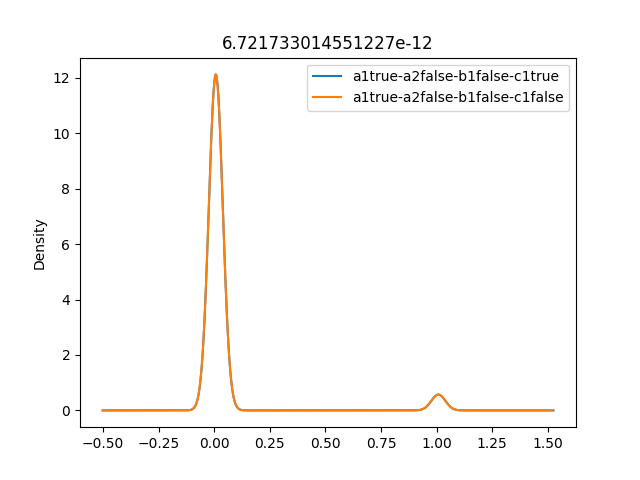 6.721733014551227e-12
a1true-a2false-b1false-c1true
a1true-a2false-b1false-c1false
Density
12
10
8
6
4
2
0
−0.50 −0.25 0.00 0.25 0.50 0.75 1.00 1.25 1.50